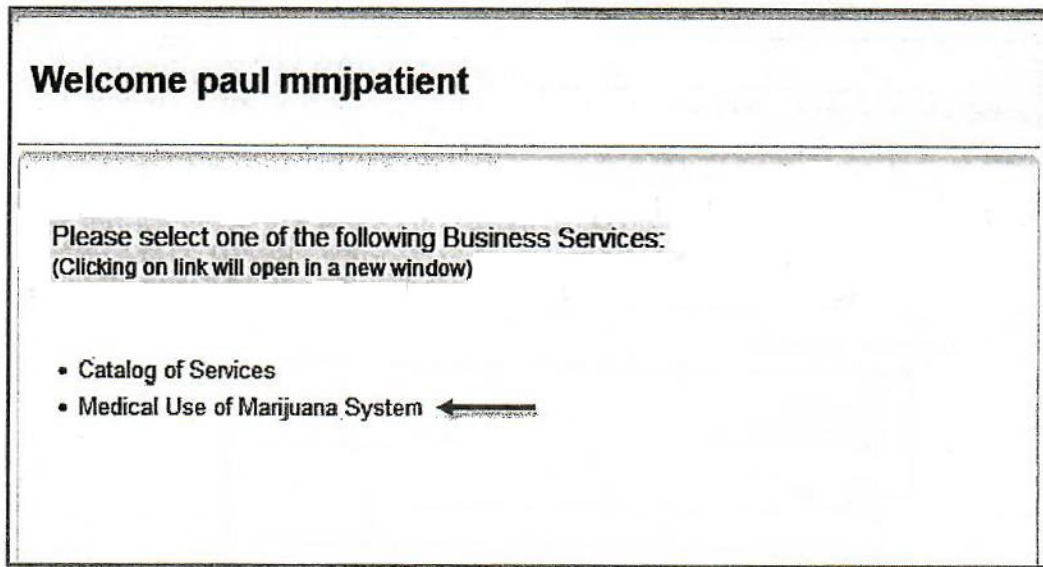 Welcome paul mmjpatient
Please select one of the following Business Services:
(Clicking on link will open in a new window)
• Catalog of Services
• Medical Use of Marijuana System